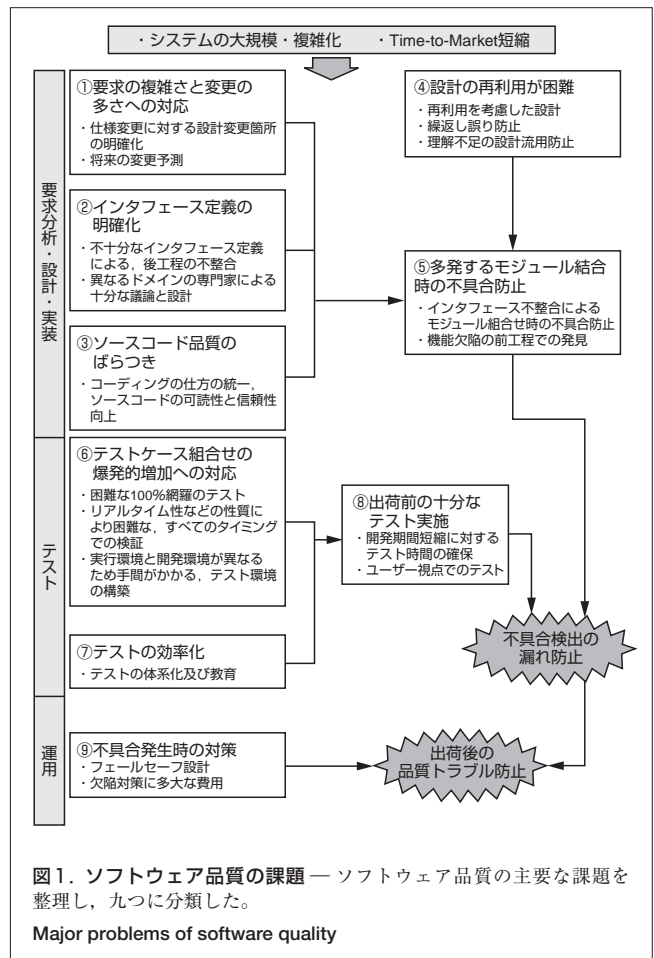 ・システムの大規模・複雑化　・Time-to-Market短縮
要求分析・設計・実装
①要求の複雑さと変更の
多さへの対応
・仕様変更に対する設計変更箇所
の明確化
・将来の変更予測
②インタフェース定義の
明確化
・不十分なインタフェース定義
による，後工程の不整合
・異なるドメインの専門家による
十分な議論と設計
③ソースコード品質の
ばらつき
・コーディングの仕方の統一，
ソースコードの可読性と信頼性
向上
④設計の再利用が困難
・再利用を考慮した設計
・繰返し誤り防止
・理解不足の設計流用防止
⑤多発するモジュール結合
時の不具合防止
・インタフェース不整合による
モジュール組合せ時の不具合防止
・機能欠陥の前工程での発見
テスト
⑥テストケース組合せの
爆発的増加への対応
・困難な100%網羅のテスト
・リアルタイム性などの性質
により困難な，すべてのタイミング
での検証
・実行環境と開発環境が異なる
ため手間がかかる，テスト環境
の構築
⑦テストの効率化
・テストの体系化及び教育
⑧出荷前の十分な
テスト実施
・開発期間短縮に対する
テスト時間の確保
・ユーザー視点でのテスト
不具合検出の
漏れ防止
運用
⑨不具合発生時の対策
・フェールセーフ設計
・欠陥対策に多大な費用
出荷後の
品質トラブル防止
図1．ソフトウェア品質の課題 ― ソフトウェア品質の主要な課題を
整理し，九つに分類した。
Major problems of software quality